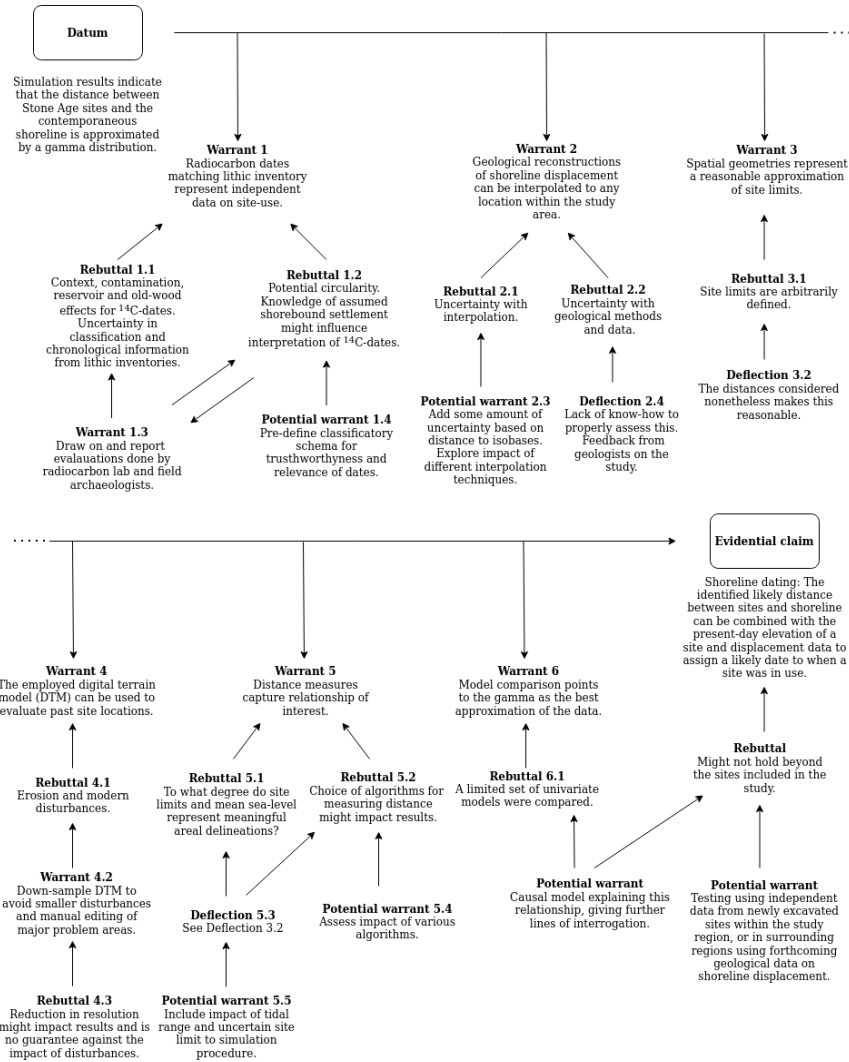 Datum
Simulation results indicate
that the distance between
Stone Age sites and the
contemporaneous
shoreline is approximated
by a gamma distribution.
Warrant 1
Radiocarbon dates
matching lithic inventory
represent independent
data on site-use.
Warrant 2
Geological reconstructions
of shoreline displacement
can be interpolated to any
location within the study
area.
Warrant 3
Spatial geometries represent
a reasonable approximation
of site limits.
Rebuttal 1.1
Context, contamination,
reservoir and old-wood
effects for ¹⁴C-dates.
Uncertainty in
classification and
chronological information
from lithic inventories.
Rebuttal 1.2
Potential circularity.
Knowledge of assumed
shorebound settlement
might influence
interpretation of ¹⁴C-dates.
Rebuttal 2.1
Uncertainty with
interpolation.
Rebuttal 2.2
Uncertainty with
geological methods
and data.
Rebuttal 3.1
Site limits are arbitrarily
defined.
Warrant 1.3
Draw on and report
evalauations done by
radiocarbon lab and field
archaeologists.
Potential warrant 1.4
Pre-define classificatory
schema for
trusthworthyness and
relevance of dates.
Potential warrant 2.3
Add some amount of
uncertainty based on
distance to isobases.
Explore impact of
different interpolation
techniques.
Deflection 2.4
Lack of know-how to
properly assess this.
Feedback from
geologists on the
study.
Deflection 3.2
The distances considered
nonetheless makes this
reasonable.
Evidential claim
Shoreline dating: The
identified likely distance
between sites and shoreline
can be combined with the
present-day elevation of a
site and displacement data to
assign a likely date to when a
site was in use.
Warrant 4
The employed digital terrain
model (DTM) can be used to
evaluate past site locations.
Warrant 5
Distance measures
capture relationship of
interest.
Warrant 6
Model comparison points
to the gamma as the best
approximation of the data.
Rebuttal 4.1
Erosion and modern
disturbances.
Rebuttal 5.1
To what degree do site
limits and mean sea-level
represent meaningful
areal delineations?
Rebuttal 5.2
Choice of algorithms for
measuring distance
might impact results.
Rebuttal 6.1
A limited set of univariate
models were compared.
Rebuttal
Might not hold beyond
the sites included in the
study.
Warrant 4.2
Down-sample DTM to
avoid smaller disturbances
and manual editing of
major problem areas.
Deflection 5.3
See Deflection 3.2
Potential warrant 5.4
Assess impact of various
algorithms.
Potential warrant
Causal model explaining this
relationship, giving further
lines of interrogation.
Potential warrant
Testing using independent
data from newly excavated
sites within the study
region, or in surrounding
regions using forthcoming
geological data on
shoreline displacement.
Rebuttal 4.3
Reduction in resolution
might impact results and is
no guarantee against the
impact of disturbances.
Potential warrant 5.5
Include impact of tidal
range and uncertain site
limit to simulation
procedure.